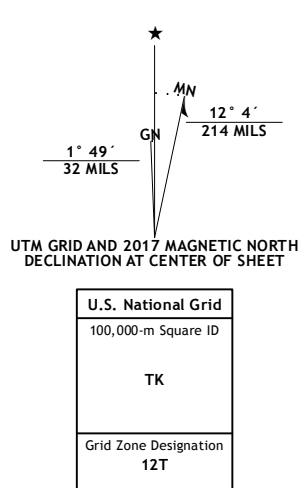 MN
GN
12° 4´
214 MILS
1° 49´
32 MILS
UTM GRID AND 2017 MAGNETIC NORTH
DECLINATION AT CENTER OF SHEET
U.S. National Grid
100,000-m Square ID
TK
Grid Zone Designation
12T